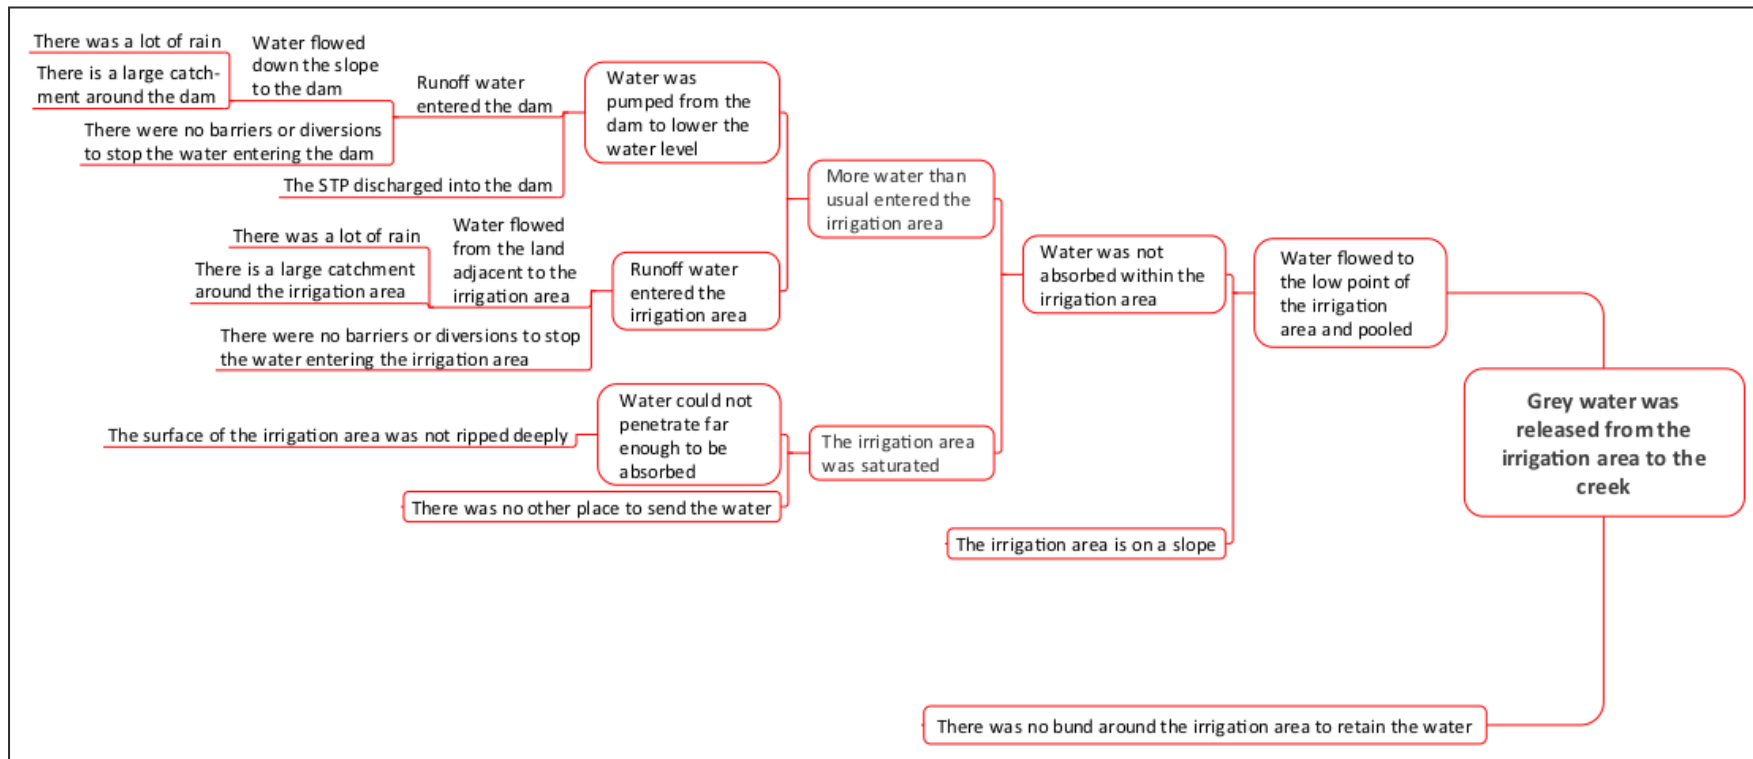 There was a lot of rain
There is a large catch-
ment around the dam
Water flowed
down the slope
to the dam
There were no barriers or diversions
to stop the water entering the dam
Runoff water
entered the dam
The STP discharged into the dam
Water was
pumped from the
dam to lower the
water level
There was a lot of rain
There is a large catchment
around the irrigation area
Water flowed
from the land
adjacent to the
irrigation area
There were no barriers or diversions to stop
the water entering the irrigation area
Runoff water
entered the
irrigation area
More water than
usual entered the
irrigation area
The surface of the irrigation area was not ripped deeply
Water could not
penetrate far
enough to be
absorbed
There was no other place to send the water
The irrigation area
was saturated
Water was not
absorbed within the
irrigation area
The irrigation area is on a slope
Water flowed to
the low point of
the irrigation
area and pooled
There was no bund around the irrigation area to retain the water
Grey water was
released from the
irrigation area to the
creek